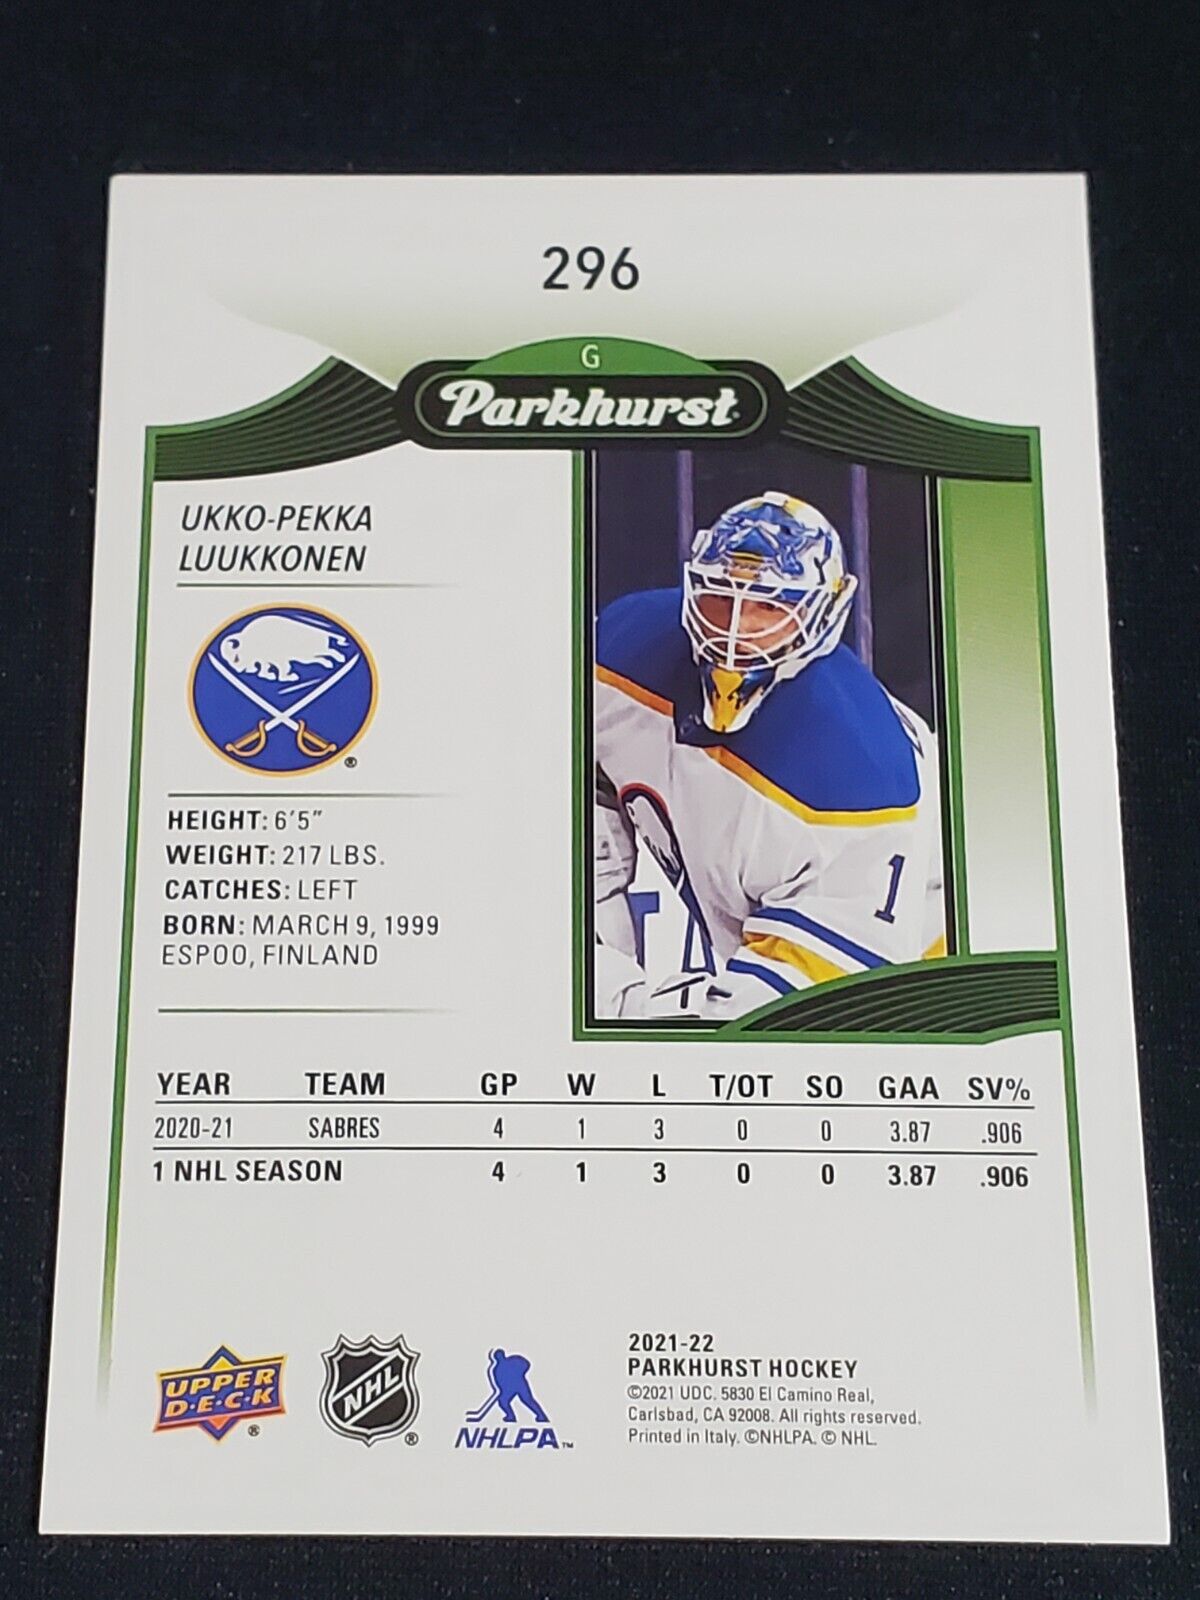 296
G
Parkhurst
UKKO-PEKKA
LUUKKONEN
®
HEIGHT: 6'5"
WEIGHT: 217 LBS.
CATCHES: LEFT
BORN: MARCH 9, 1999
ESPOO, FINLAND
1
YEAR TEAM GP W L T/OT SO GAA SV%
2020-21 SABRES 4 1 3 0 0 3.87 .906
1 NHL SEASON 4 1 3 0 0 3.87 .906
UPPER
D·E·C·K
®
NHL
®
NHLPA™
2021-22
PARKHURST HOCKEY
©2021 UDC. 5830 El Camino Real,
Carlsbad, CA 92008. All rights reserved.
Printed in Italy. ©NHLPA. © NHL.